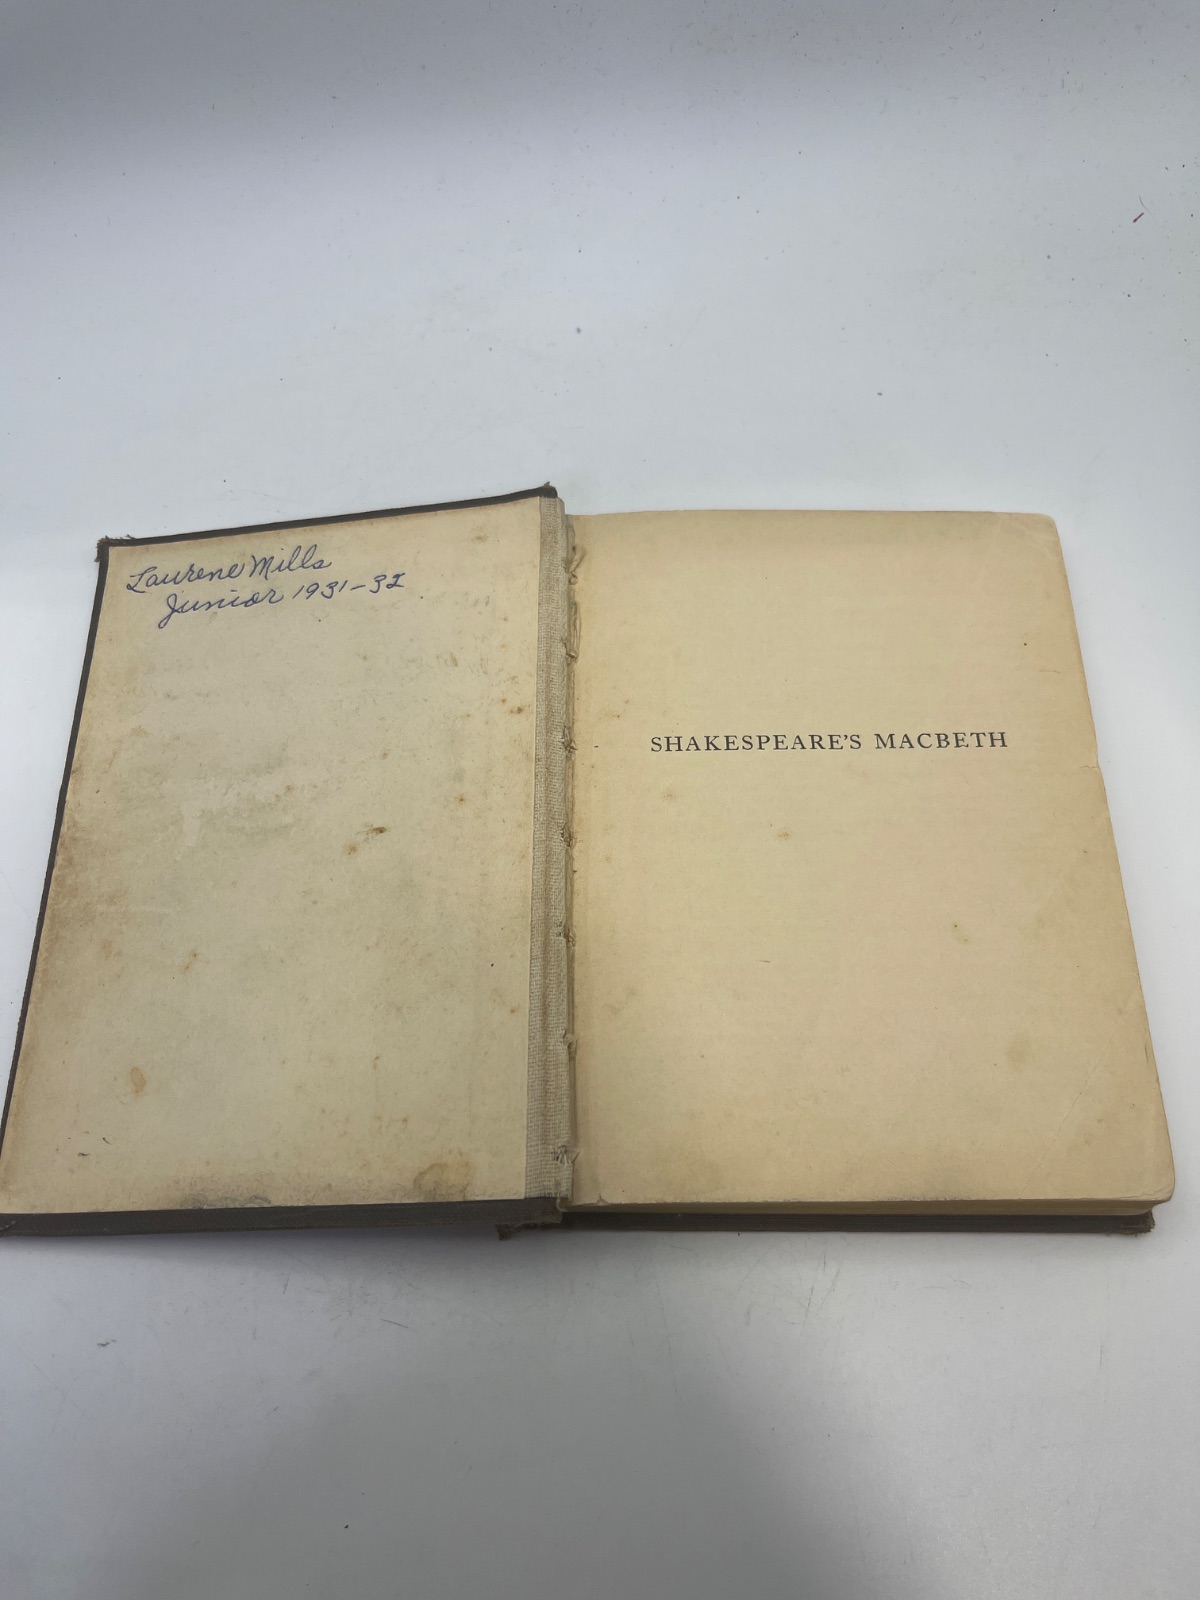 Laurene Mills
Junior 1931-32
SHAKESPEARE'S MACBETH